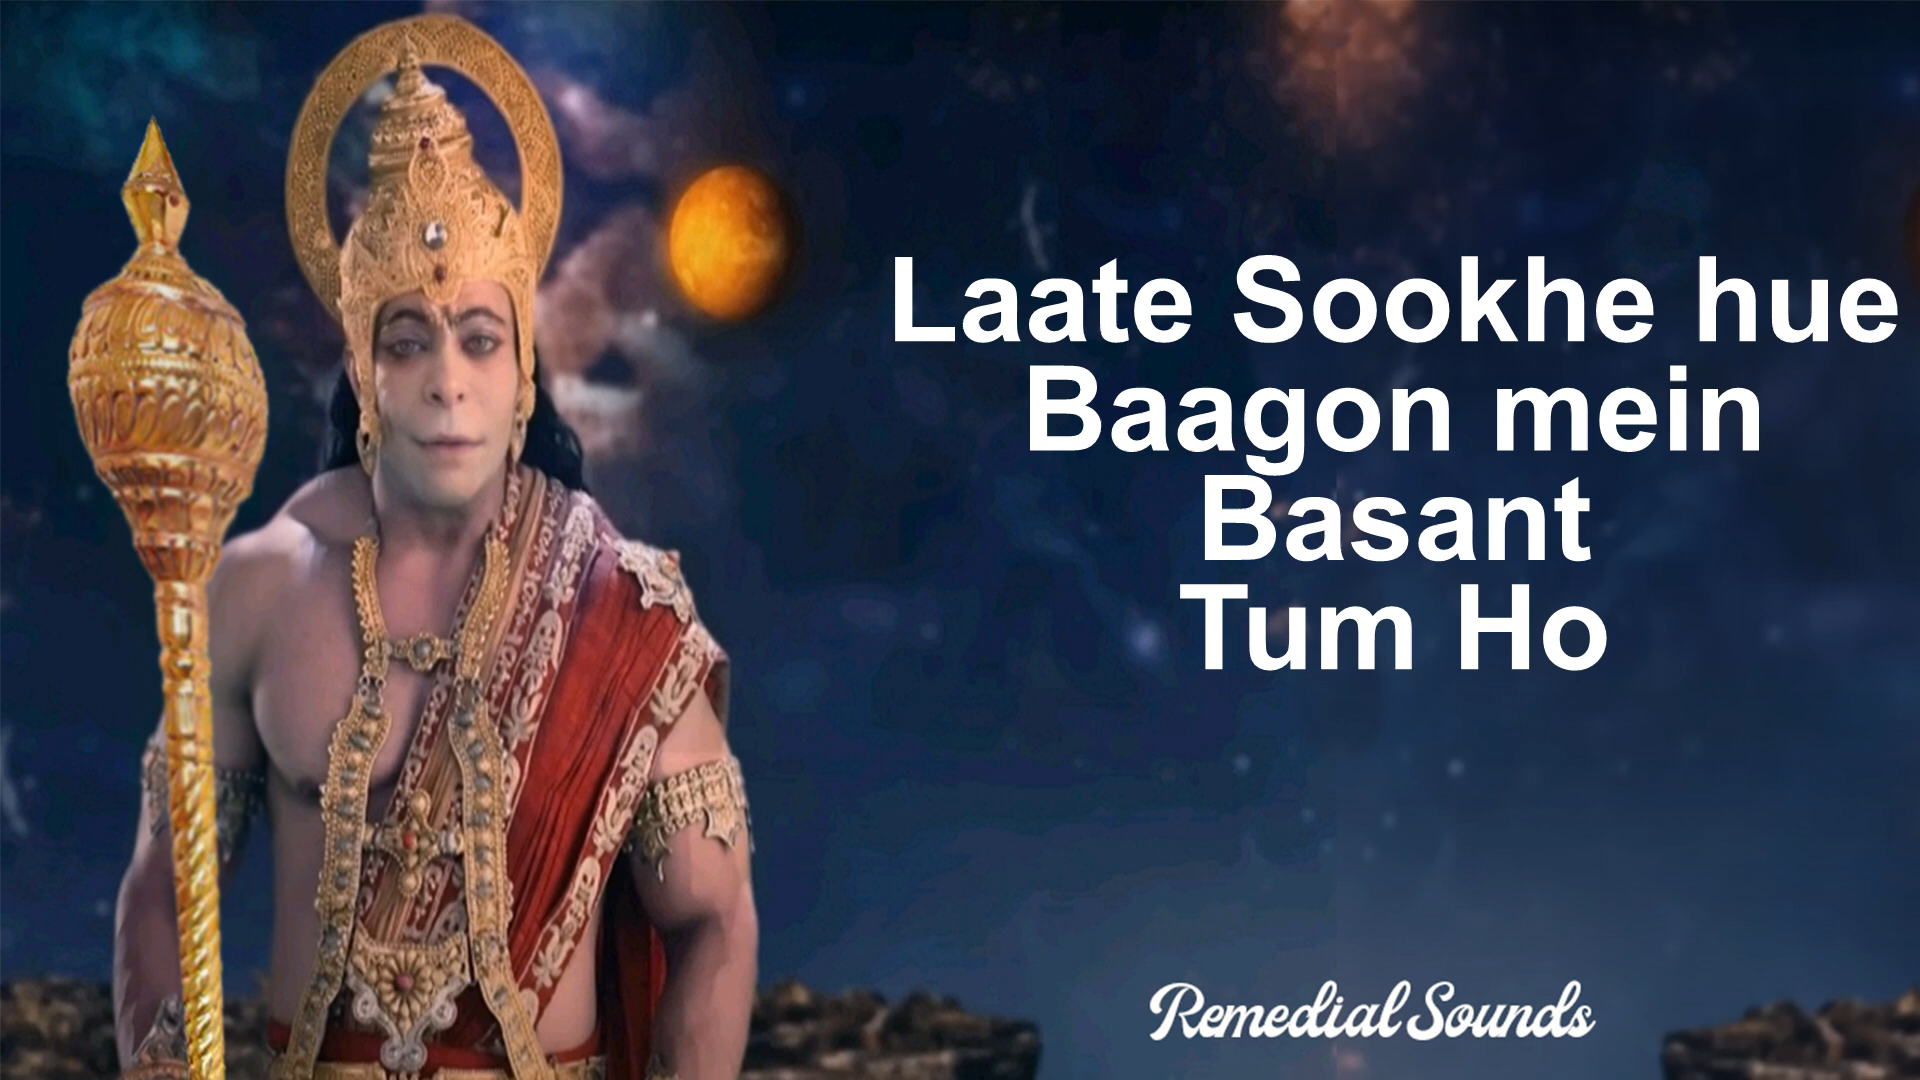 Laate Sookhe hue
Baagon mein
Basant
Tum Ho
Remedial Sounds